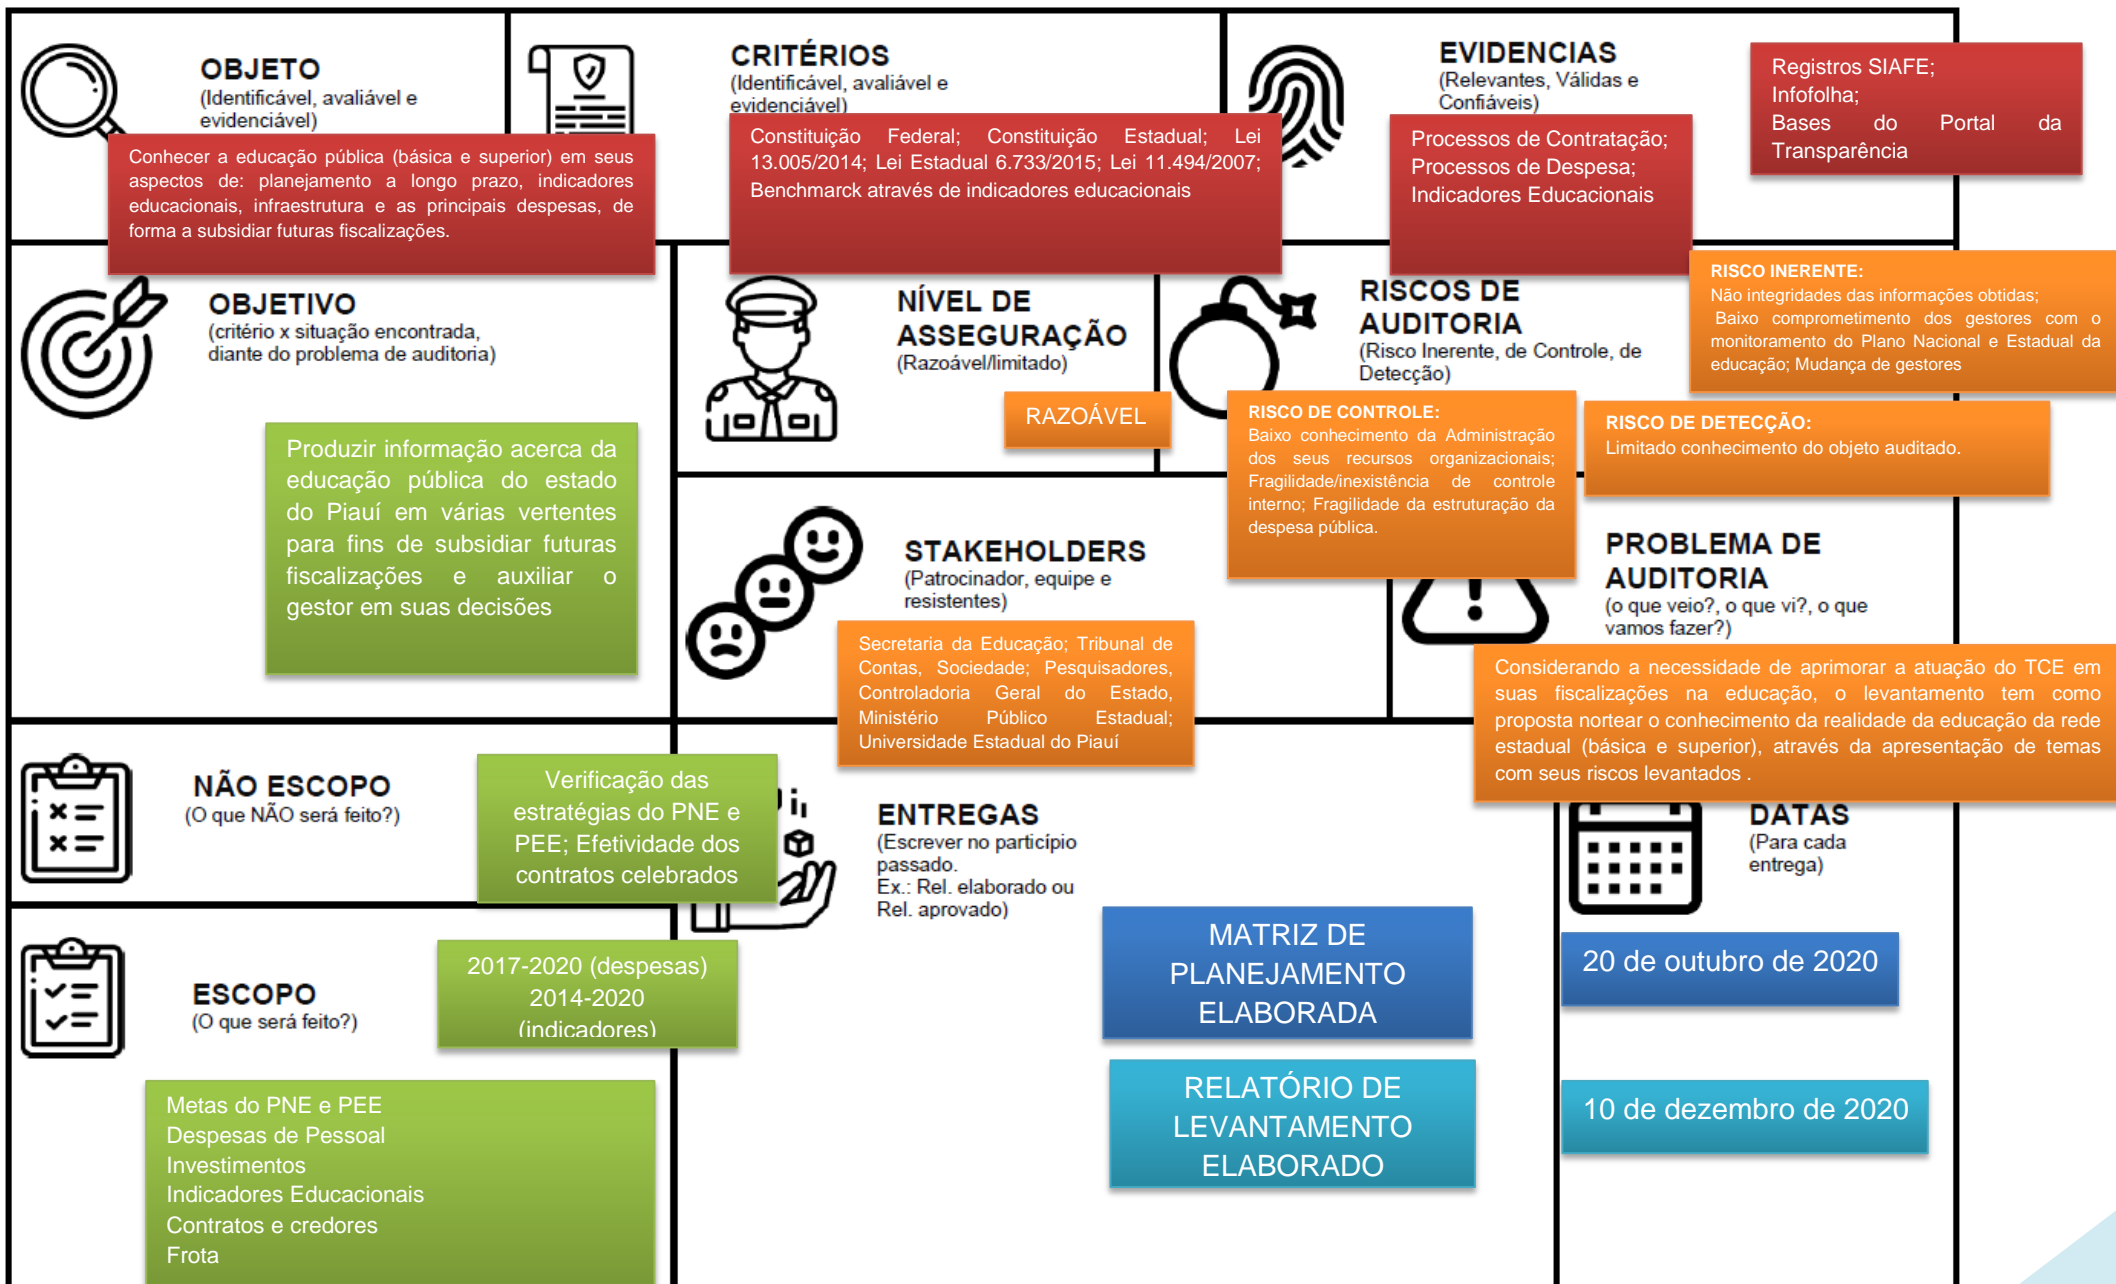 OBJETO
(Identificável, avaliável e
evidenciável)
Conhecer a educação pública (básica e superior) em seus
aspectos de: planejamento a longo prazo, indicadores
educacionais, infraestrutura e as principais despesas, de
forma a subsidiar futuras fiscalizações.
CRITÉRIOS
(Identificável, avaliável e
evidenciável)
Constituição Federal; Constituição Estadual; Lei
13.005/2014; Lei Estadual 6.733/2015; Lei 11.494/2007;
Benchmarck através de indicadores educacionais
EVIDENCIAS
(Relevantes, Válidas e
Confiáveis)
Processos de Contratação;
Processos de Despesa;
Indicadores Educacionais
Registros SIAFE;
Infofolha;
Bases do Portal da
Transparência
OBJETIVO
(critério x situação encontrada,
diante do problema de auditoria)
Produzir informação acerca da
educação pública do estado
do Piauí em várias vertentes
para fins de subsidiar futuras
fiscalizações e auxiliar o
gestor em suas decisões
NÍVEL DE
ASSEGURAÇÃO
(Razoável/limitado)
RAZOÁVEL
RISCOS DE
AUDITORIA
(Risco Inerente, de Controle, de
Detecção)
RISCO INERENTE:
Não integridades das informações obtidas;
Baixo comprometimento dos gestores com o
monitoramento do Plano Nacional e Estadual da
educação; Mudança de gestores
RISCO DE CONTROLE:
Baixo conhecimento da Administração
dos seus recursos organizacionais;
Fragilidade/inexistência de controle
interno; Fragilidade da estruturação da
despesa pública.
RISCO DE DETECÇÃO:
Limitado conhecimento do objeto auditado.
STAKEHOLDERS
(Patrocinador, equipe e
resistentes)
Secretaria da Educação; Tribunal de
Contas, Sociedade; Pesquisadores,
Controladoria Geral do Estado,
Ministério Público Estadual;
Universidade Estadual do Piauí
PROBLEMA DE
AUDITORIA
(o que veio?, o que vi?, o que
vamos fazer?)
Considerando a necessidade de aprimorar a atuação do TCE em
suas fiscalizações na educação, o levantamento tem como
proposta nortear o conhecimento da realidade da educação da rede
estadual (básica e superior), através da apresentação de temas
com seus riscos levantados .
NÃO ESCOPO
(O que NÃO será feito?)
Verificação das
estratégias do PNE e
PEE; Efetividade dos
contratos celebrados
ESCOPO
(O que será feito?)
2017-2020 (despesas)
2014-2020
(indicadores)
Metas do PNE e PEE
Despesas de Pessoal
Investimentos
Indicadores Educacionais
Contratos e credores
Frota
ENTREGAS
(Escrever no particípio
passado.
Ex.: Rel. elaborado ou
Rel. aprovado)
MATRIZ DE
PLANEJAMENTO
ELABORADA
RELATÓRIO DE
LEVANTAMENTO
ELABORADO
DATAS
(Para cada
entrega)
20 de outubro de 2020
10 de dezembro de 2020